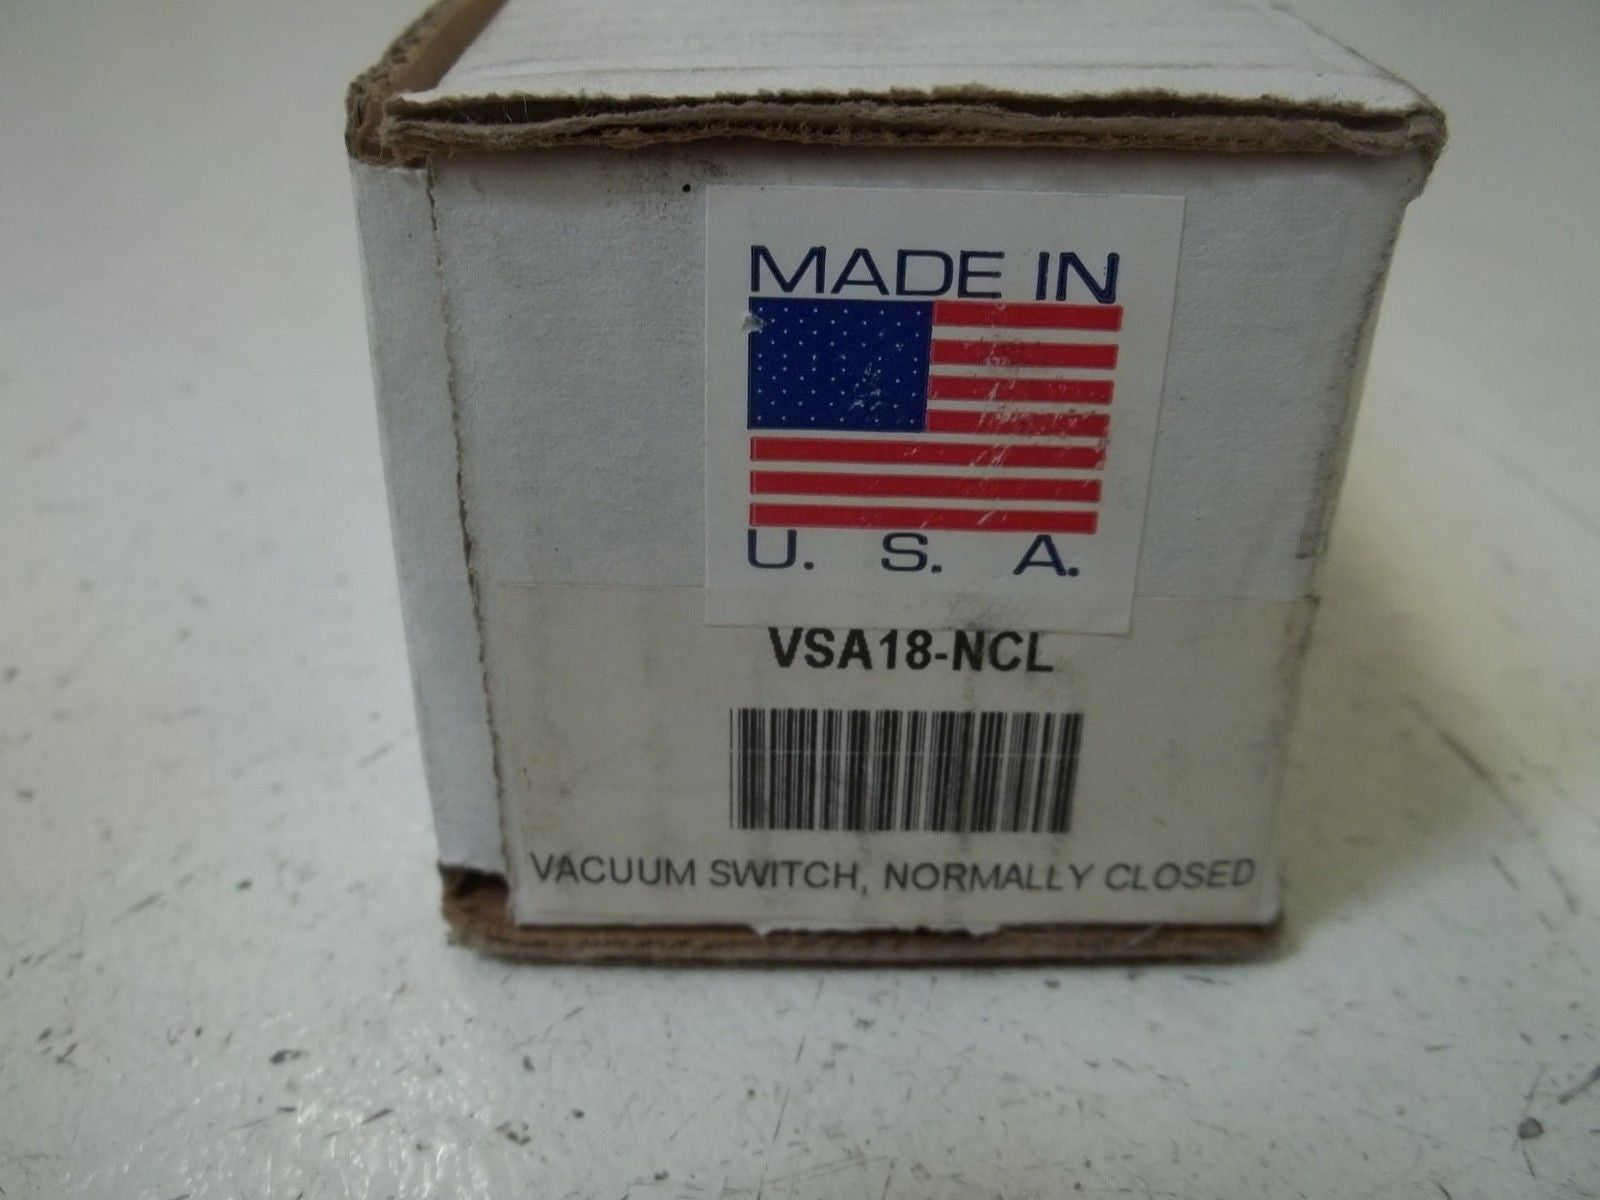 MADE IN
U. S. A.
VSA18-NCL
VACUUM SWITCH, NORMALLY CLOSED